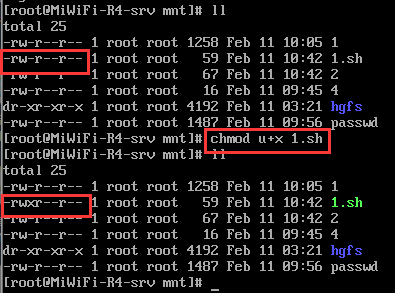 [root@MiWiFi-R4-srv mnt]# ll
total 25
-rw-r--r-- 1 root root 1258 Feb 11 10:05 1
-rw-r--r-- 1 root root 59 Feb 11 10:42 1.sh
-rw-r--r-- 1 root root 67 Feb 11 10:42 2
-rw-r--r-- 1 root root 16 Feb 11 09:45 4
dr-xr-xr-x 1 root root 4192 Feb 11 03:21 hgfs
-rw-r--r-- 1 root root 1487 Feb 11 09:56 passwd
[root@MiWiFi-R4-srv mnt]# chmod u+x 1.sh
[root@MiWiFi-R4-srv mnt]# ll
total 25
-rw-r--r-- 1 root root 1258 Feb 11 10:05 1
-rwxr--r-- 1 root root 59 Feb 11 10:42 1.sh
-rw-r--r-- 1 root root 67 Feb 11 10:42 2
-rw-r--r-- 1 root root 16 Feb 11 09:45 4
dr-xr-xr-x 1 root root 4192 Feb 11 03:21 hgfs
-rw-r--r-- 1 root root 1487 Feb 11 09:56 passwd
[root@MiWiFi-R4-srv mnt]# _